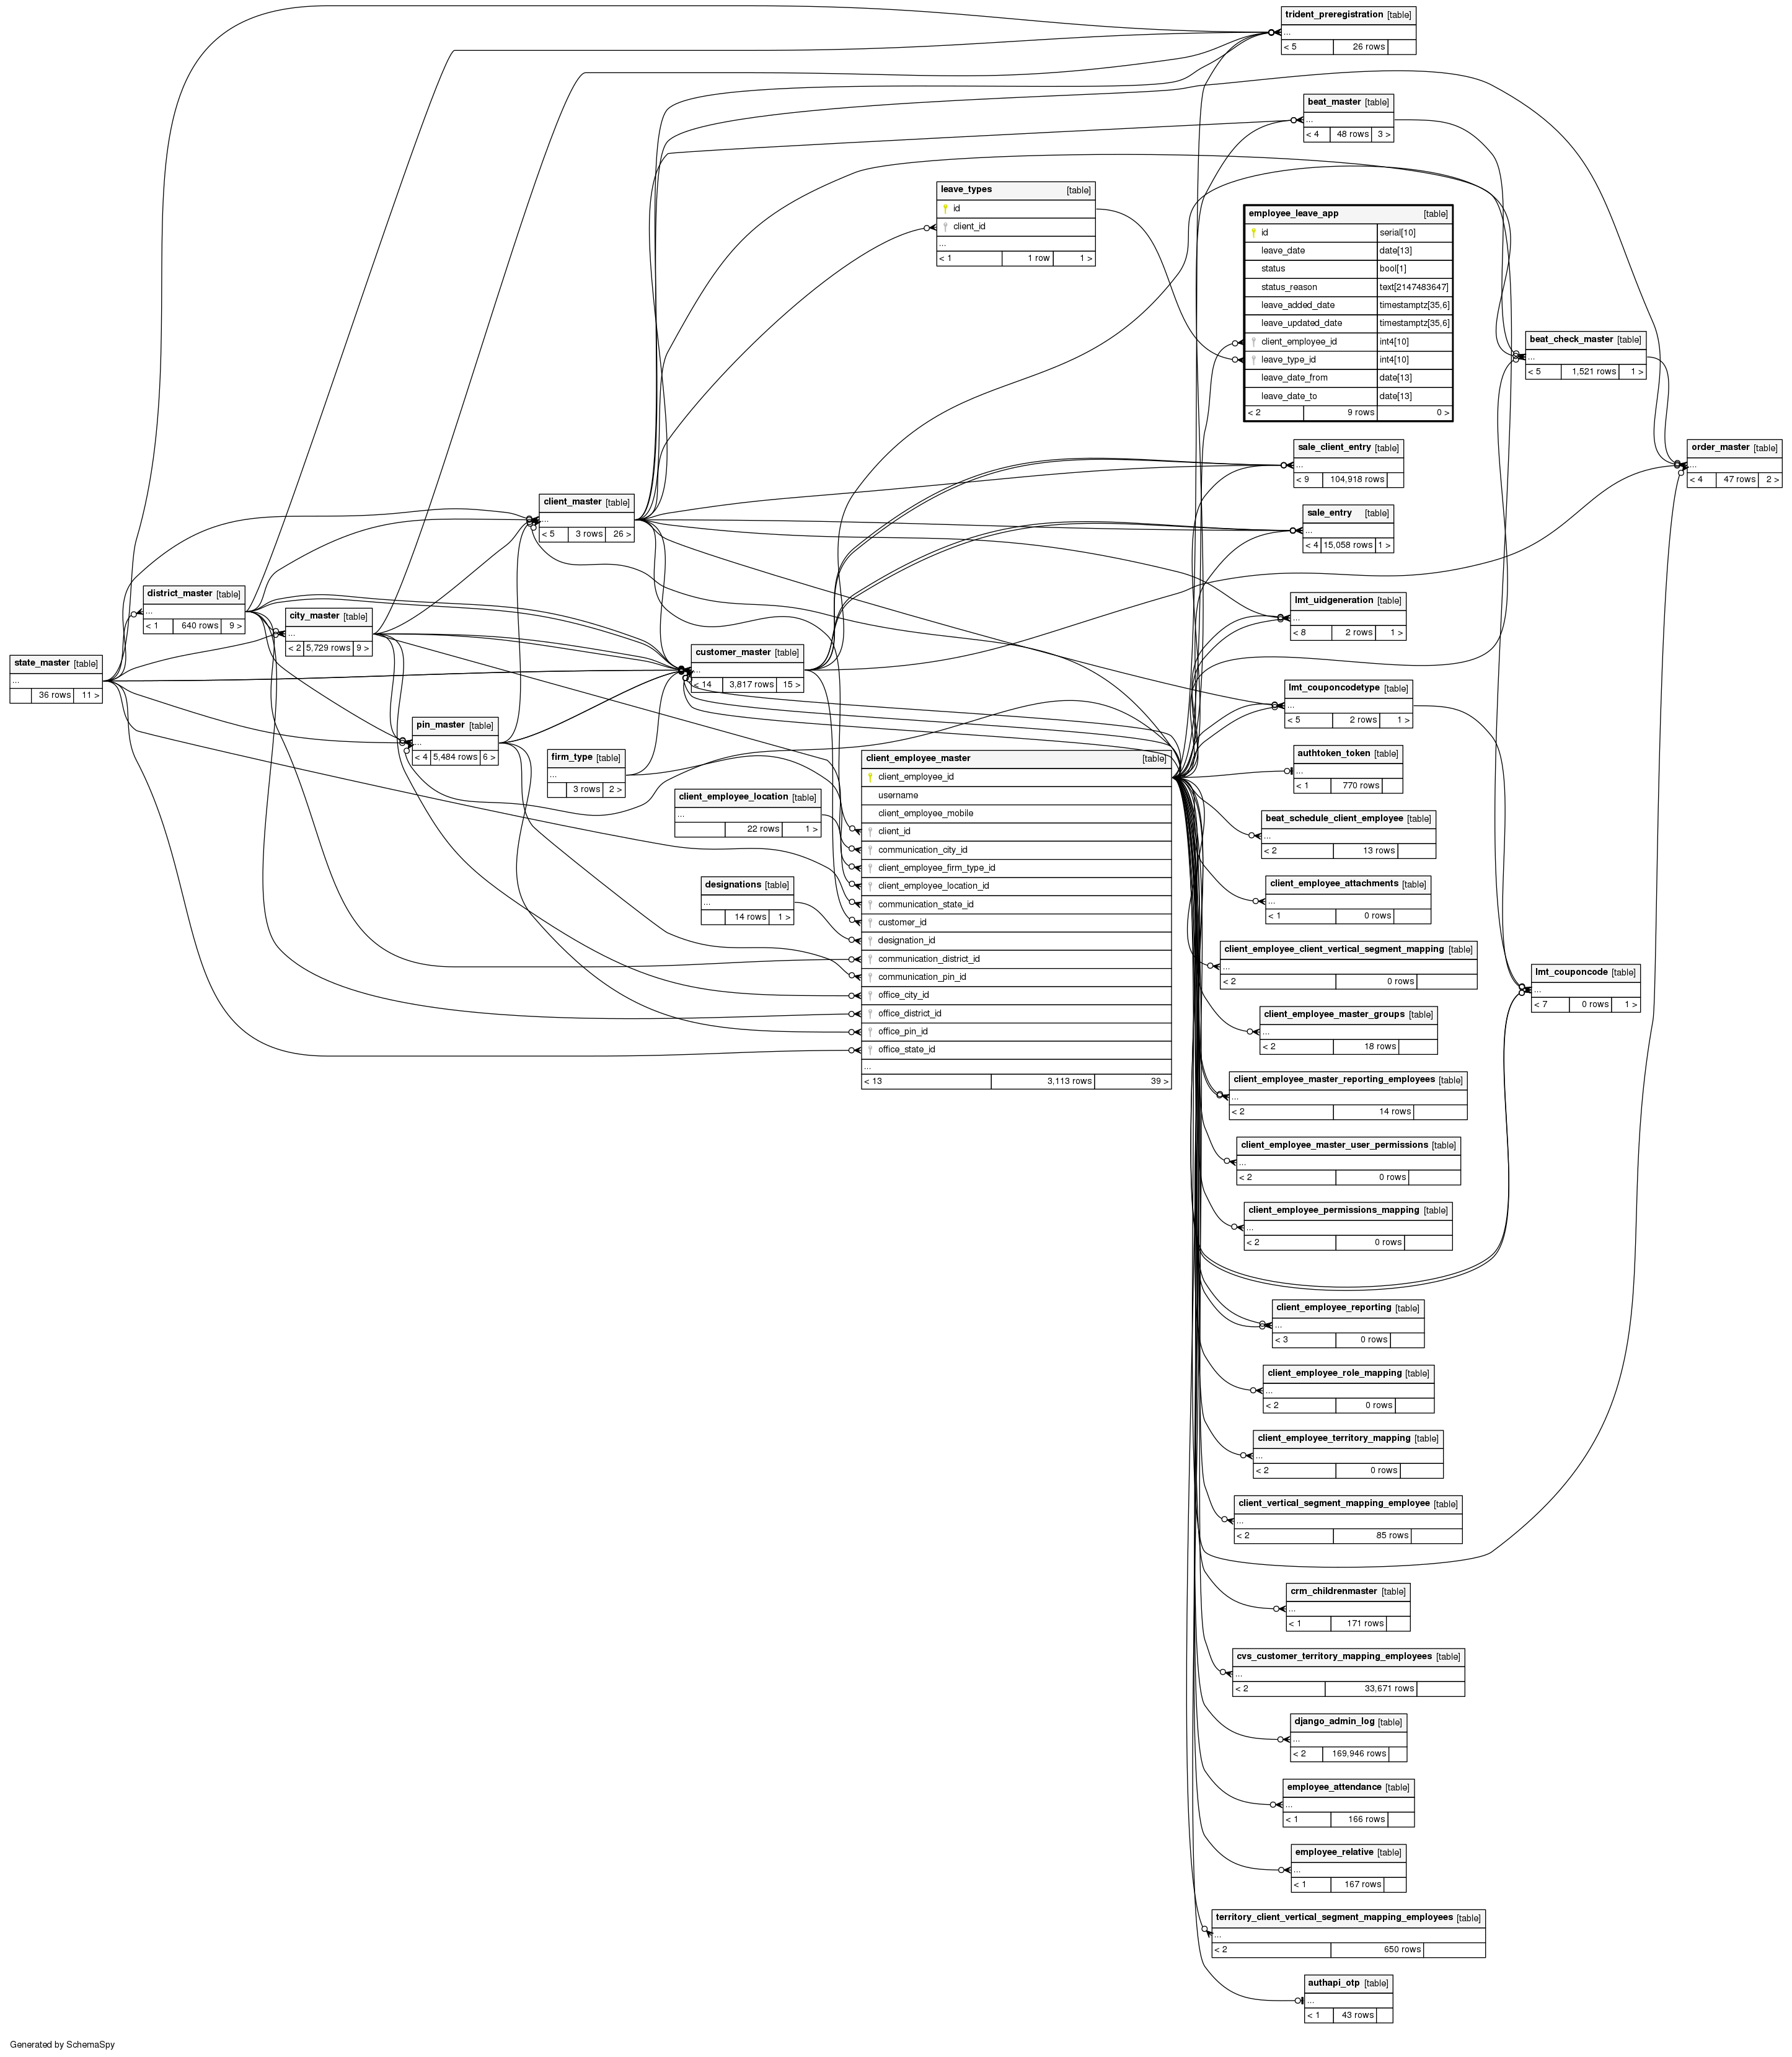 trident_preregistration [table]
...
< 5 26 rows
beat_master [table]
...
< 4 48 rows 3 >
leave_types [table]
id
client_id
...
< 1 1 row 1 >
employee_leave_app [table]
id serial[10]
leave_date date[13]
status bool[1]
status_reason text[2147483647]
leave_added_date timestamptz[35,6]
leave_updated_date timestamptz[35,6]
client_employee_id int4[10]
leave_type_id int4[10]
leave_date_from date[13]
leave_date_to date[13]
< 2 9 rows 0 >
beat_check_master [table]
...
< 5 1,521 rows 1 >
sale_client_entry [table]
...
< 9 104,918 rows
order_master [table]
...
< 4 47 rows 2 >
client_master [table]
...
< 5 3 rows 26 >
sale_entry [table]
...
< 4 15,058 rows 1 >
district_master [table]
...
< 1 640 rows 9 >
lmt_uidgeneration [table]
...
< 8 2 rows 1 >
city_master [table]
...
< 2 5,729 rows 9 >
customer_master [table]
...
< 14 3,817 rows 15 >
state_master [table]
...
36 rows 11 >
lmt_couponcodetype [table]
...
< 5 2 rows 1 >
pin_master [table]
...
< 4 5,484 rows 6 >
firm_type [table]
...
3 rows 2 >
authtoken_token [table]
...
< 1 770 rows
client_employee_location [table]
...
22 rows 1 >
designations [table]
...
14 rows 1 >
client_employee_master [table]
client_employee_id
username
client_employee_mobile
client_id
communication_city_id
client_employee_firm_type_id
client_employee_location_id
communication_state_id
customer_id
designation_id
communication_district_id
communication_pin_id
office_city_id
office_district_id
office_pin_id
office_state_id
...
< 13 3,113 rows 39 >
beat_schedule_client_employee [table]
...
< 2 13 rows
client_employee_attachments [table]
...
< 1 0 rows
client_employee_client_vertical_segment_mapping [table]
...
< 2 0 rows
lmt_couponcode [table]
...
< 7 0 rows 1 >
client_employee_master_groups [table]
...
< 2 18 rows
client_employee_master_reporting_employees [table]
...
< 2 14 rows
client_employee_master_user_permissions [table]
...
< 2 0 rows
client_employee_permissions_mapping [table]
...
< 2 0 rows
client_employee_reporting [table]
...
< 3 0 rows
client_employee_role_mapping [table]
...
< 2 0 rows
client_employee_territory_mapping [table]
...
< 2 0 rows
client_vertical_segment_mapping_employee [table]
...
< 2 85 rows
crm_childrenmaster [table]
...
< 1 171 rows
cvs_customer_territory_mapping_employees [table]
...
< 2 33,671 rows
django_admin_log [table]
...
< 2 169,946 rows
employee_attendance [table]
...
< 1 166 rows
employee_relative [table]
...
< 1 167 rows
territory_client_vertical_segment_mapping_employees [table]
...
< 2 650 rows
authapi_otp [table]
...
< 1 43 rows
Generated by SchemaSpy